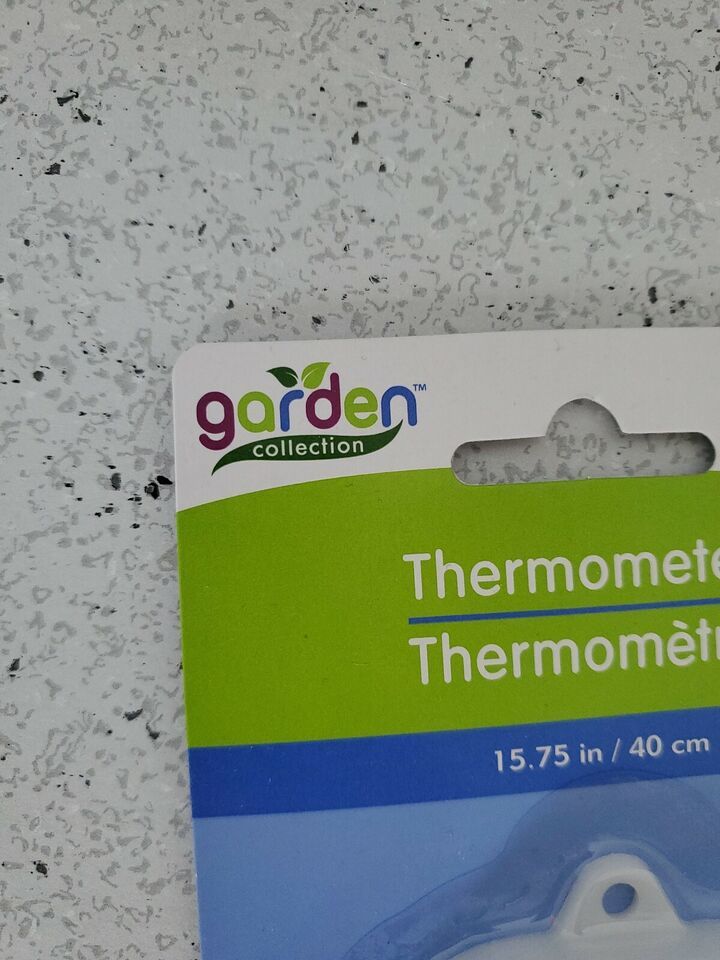 garden™
collection
Thermomete
Thermomètr
15.75 in / 40 cm